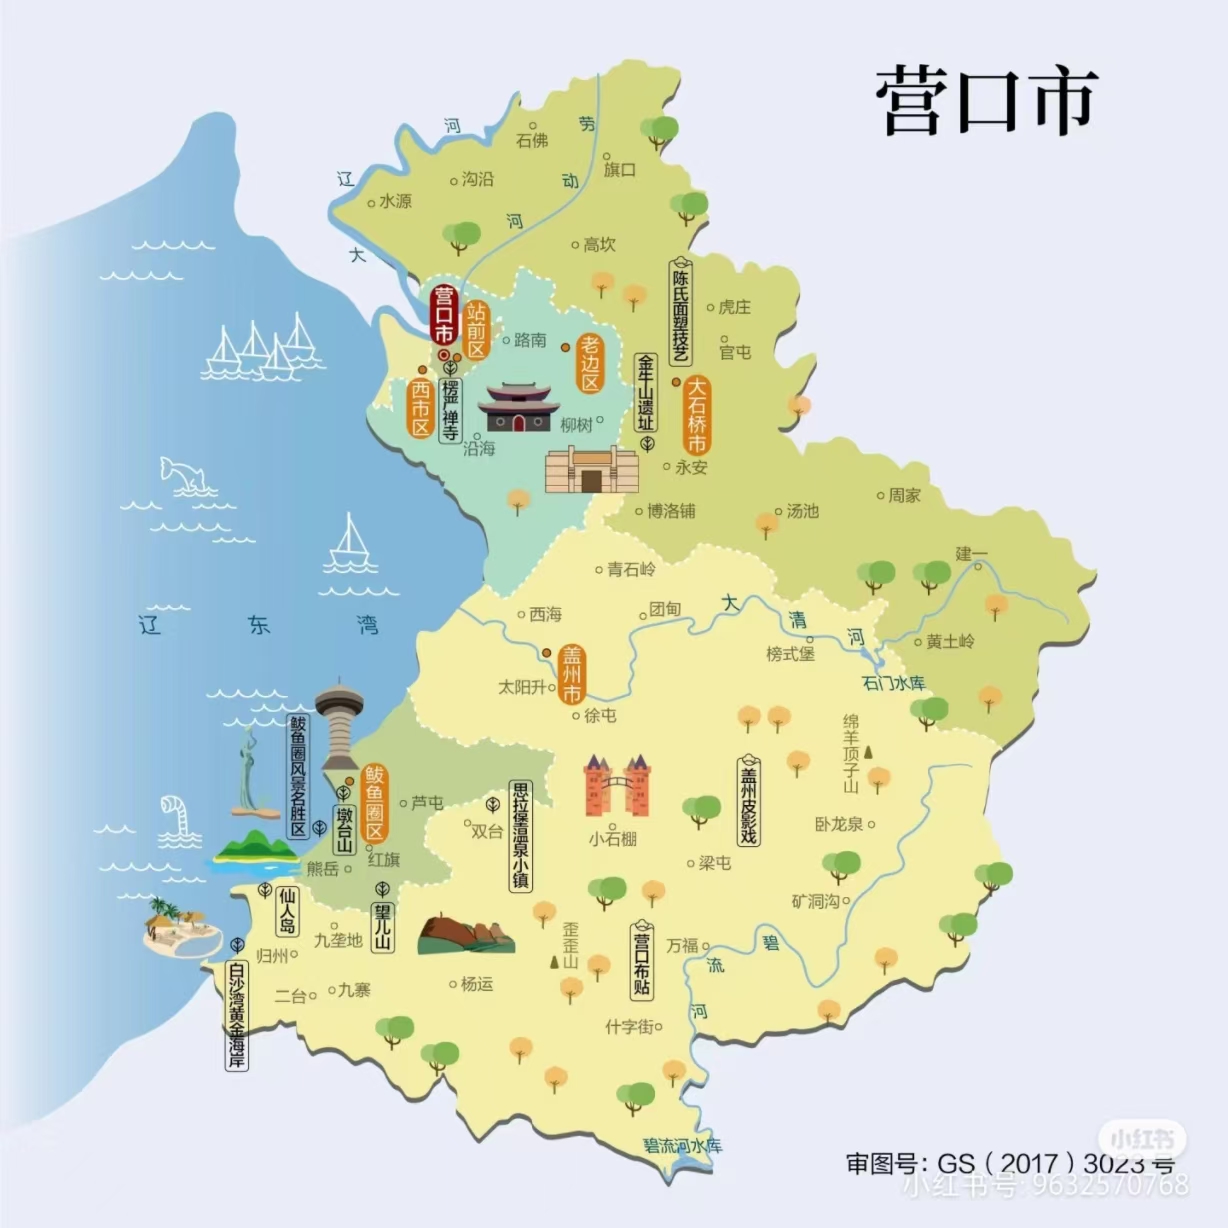 营口市
辽河
大
劳动河
石佛
旗口
沟沿
水源
高坎
陈氏面塑技艺
虎庄
官屯
营口市
站前区
路南
老边区
金牛山遗址
大石桥市
西市区
楞严禅寺
柳树
沿海
永安
博洛铺
汤池
周家
建一
青石岭
西海
团甸
大清河
榜式堡
黄土岭
石门水库
辽东湾
盖州市
太阳升
徐屯
绵羊顶子山
鲅鱼圈风景名胜区
鲅鱼圈区
墩台山
芦屯
思拉堡温泉小镇
双台
小石棚
盖州皮影戏
卧龙泉
红旗
熊岳
梁屯
矿洞沟
仙人岛
望儿山
九垄地
归州
歪歪山
营口布贴
万福
碧流河
白沙湾黄金海岸
二台
九寨
杨运
什字街
碧流河水库
小红书
审图号：GS（2017）3023 号
小红书号: 9632570768